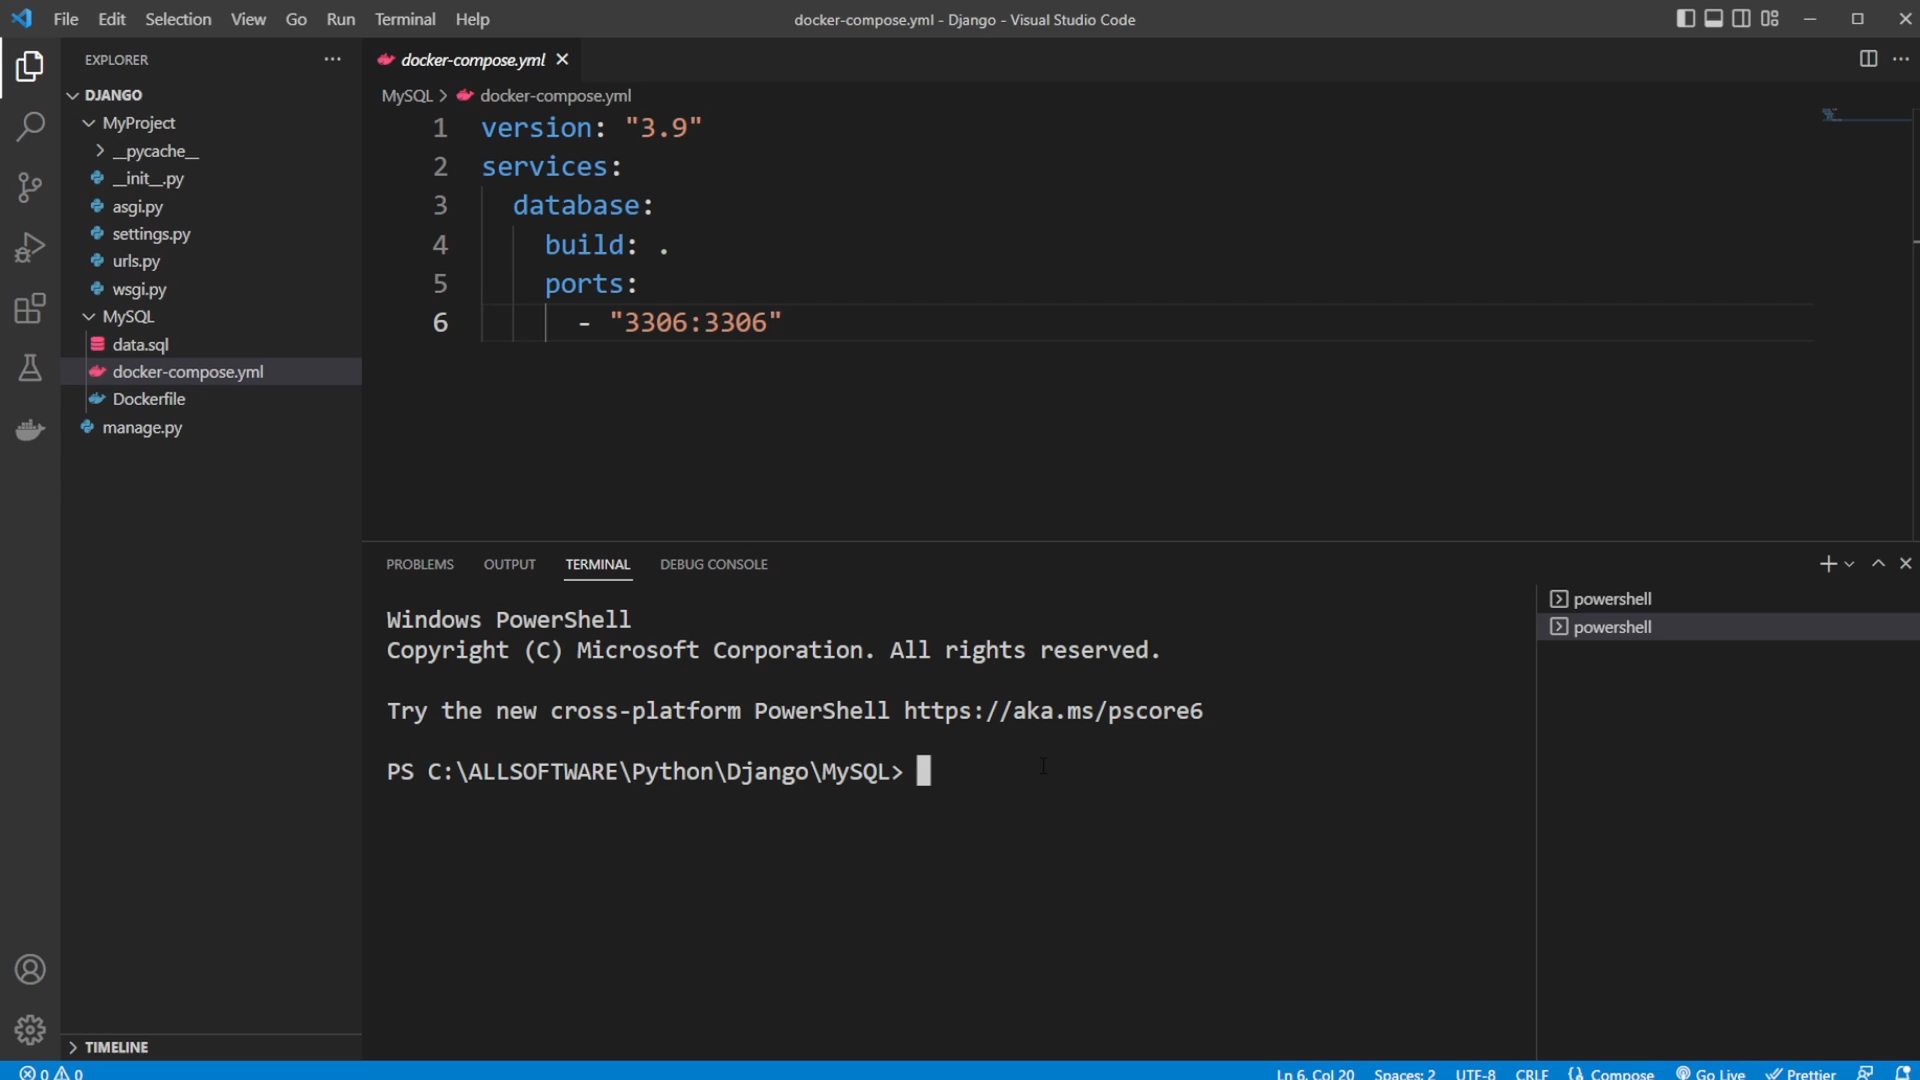 File Edit Selection View Go Run Terminal Help
docker-compose.yml - Django - Visual Studio Code
EXPLORER
DJANGO
MyProject
__pycache__
__init__.py
asgi.py
settings.py
urls.py
wsgi.py
MySQL
data.sql
docker-compose.yml
Dockerfile
manage.py
TIMELINE
docker-compose.yml
MySQL > docker-compose.yml
1 version: "3.9"
2 services:
3 database:
4 build: .
5 ports:
6 - "3306:3306"
PROBLEMS OUTPUT TERMINAL DEBUG CONSOLE
Windows PowerShell
Copyright (C) Microsoft Corporation. All rights reserved.
Try the new cross-platform PowerShell https://aka.ms/pscore6
PS C:\ALLSOFTWARE\Python\Django\MySQL>
powershell
powershell
0 0
Ln 6, Col 20 Spaces: 2 UTF-8 CRLF {} Compose Go Live Prettier